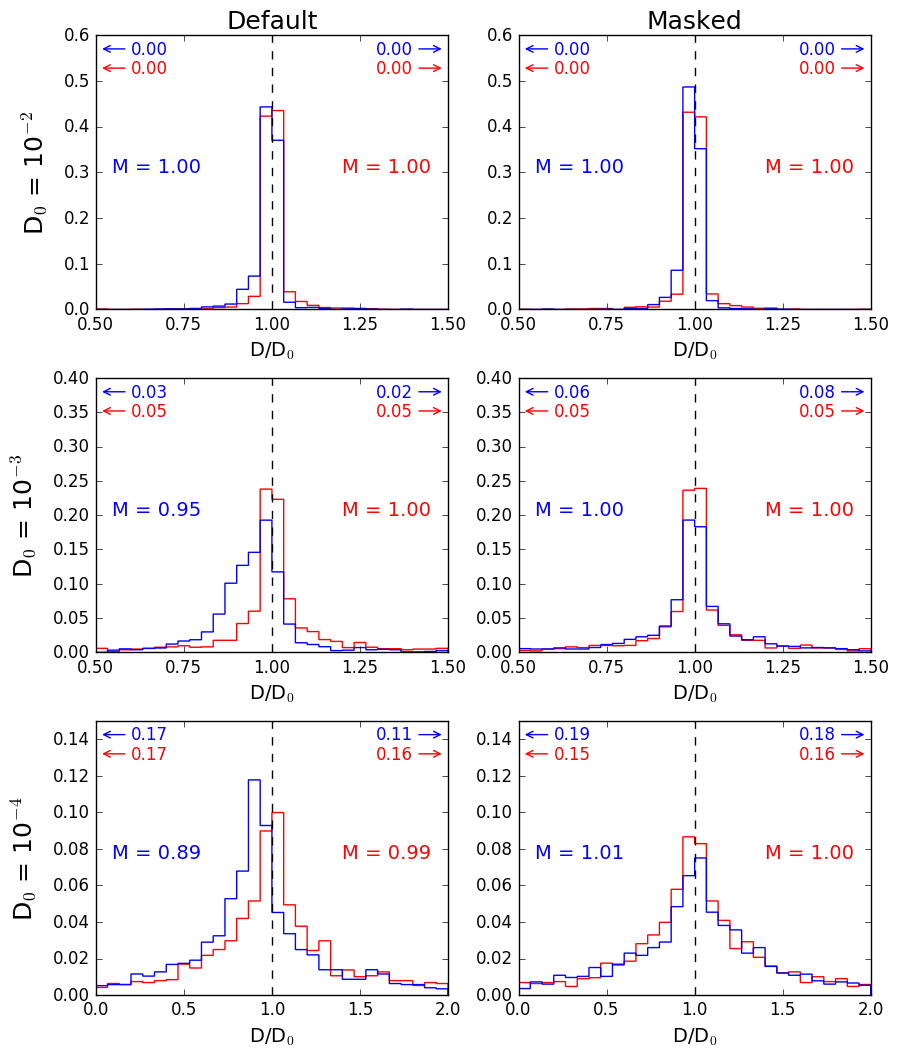 Default
Masked
D₀ = 10⁻²
0.6
0.5
0.4
0.3
0.2
0.1
0.0
0.00
0.00
0.00
0.00
M = 1.00
M = 1.00
0.50 0.75 1.00 1.25 1.50
D/D₀
0.6
0.5
0.4
0.3
0.2
0.1
0.0
0.00
0.00
0.00
0.00
M = 1.00
M = 1.00
0.50 0.75 1.00 1.25 1.50
D/D₀
D₀ = 10⁻³
0.40
0.35
0.30
0.25
0.20
0.15
0.10
0.05
0.00
0.03
0.02
0.05
0.05
M = 0.95
M = 1.00
0.50 0.75 1.00 1.25 1.50
D/D₀
0.40
0.35
0.30
0.25
0.20
0.15
0.10
0.05
0.00
0.06
0.08
0.05
0.05
M = 1.00
M = 1.00
0.50 0.75 1.00 1.25 1.50
D/D₀
D₀ = 10⁻⁴
0.14
0.12
0.10
0.08
0.06
0.04
0.02
0.00
0.17
0.11
0.17
0.16
M = 0.89
M = 0.99
0.0 0.5 1.0 1.5 2.0
D/D₀
0.14
0.12
0.10
0.08
0.06
0.04
0.02
0.00
0.19
0.18
0.15
0.16
M = 1.01
M = 1.00
0.0 0.5 1.0 1.5 2.0
D/D₀